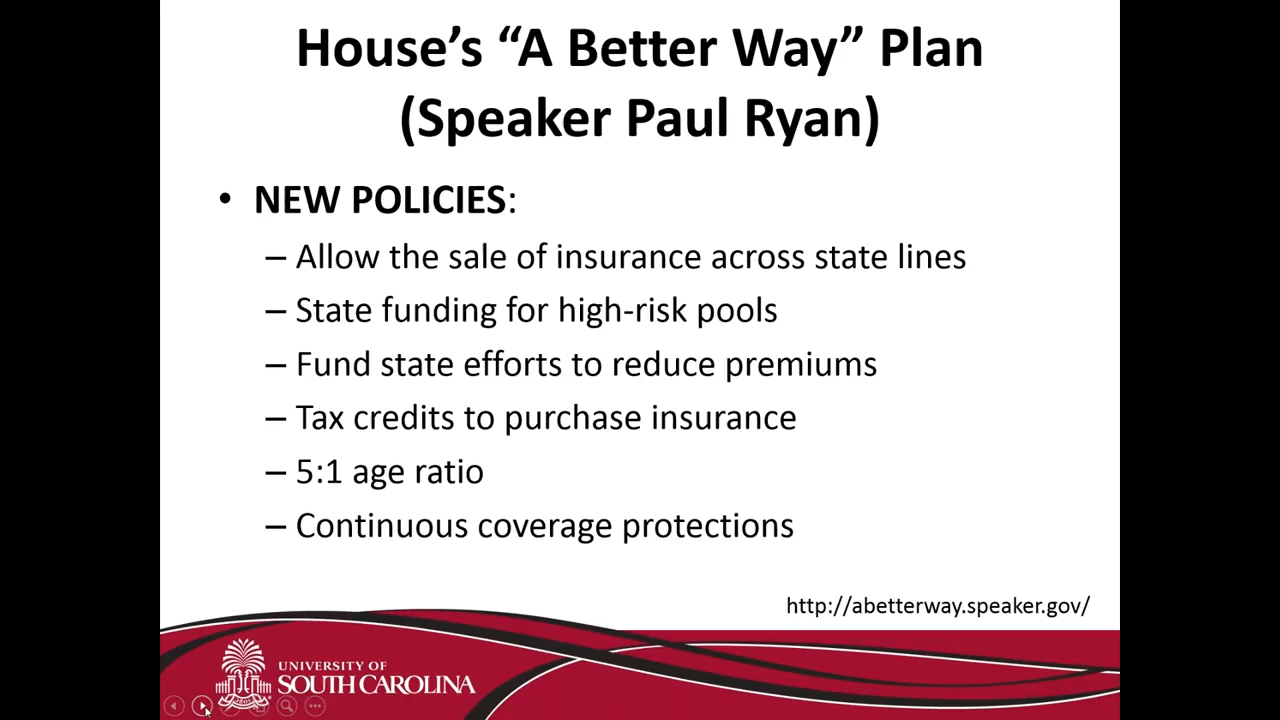 House’s “A Better Way” Plan
(Speaker Paul Ryan)
• NEW POLICIES:
– Allow the sale of insurance across state lines
– State funding for high-risk pools
– Fund state efforts to reduce premiums
– Tax credits to purchase insurance
– 5:1 age ratio
– Continuous coverage protections
http://abetterway.speaker.gov/
UNIVERSITY OF
SOUTH CAROLINA